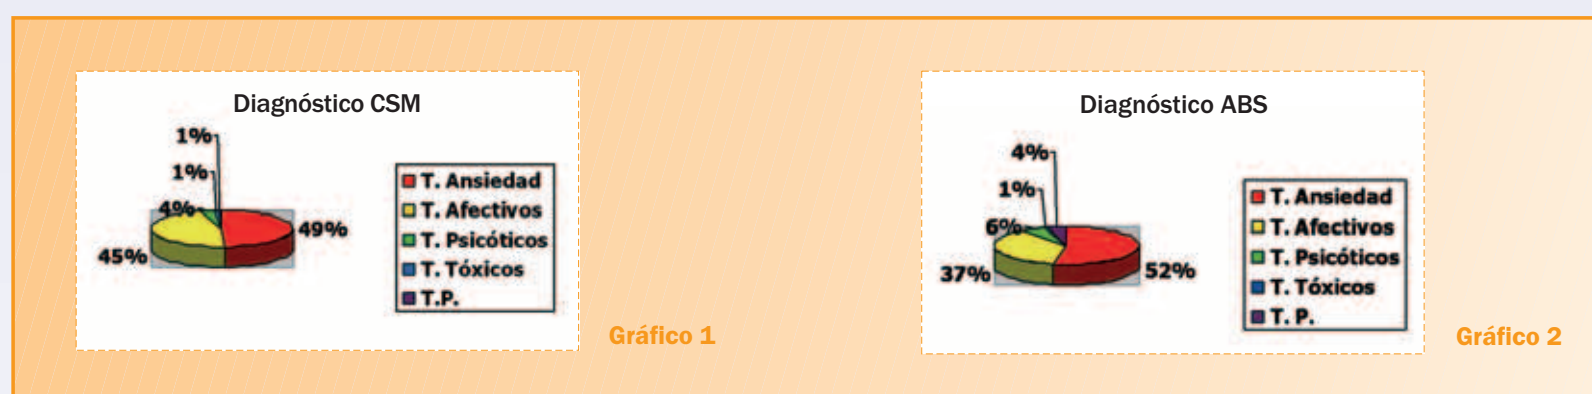 Diagnóstico CSM
1%
1%
4%
45%
49%
T. Ansiedad
T. Afectivos
T. Psicóticos
T. Tóxicos
T.P.
Gráfico 1
Diagnóstico ABS
4%
1%
6%
37%
52%
T. Ansiedad
T. Afectivos
T. Psicóticos
T. Tóxicos
T. P.
Gráfico 2